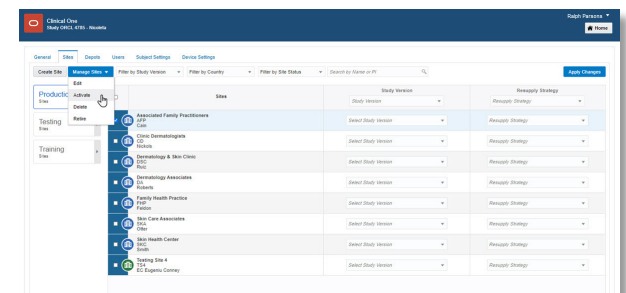 Clinical One
Study ORCL 4785 - Nicoleta
Ralph Parsons
Home
General Sites Depots Users Subject Settings Device Settings
Create Site Manage Sites Filter by Study Version Filter by Country Filter by Site Status Search by Name or PI Apply Changes
Edit
Activate
Delete
Retire
Productio
Sites
Testing
Sites
Training
Sites
Sites Study Version Resupply Strategy
Study Version Resupply Strategy
Associated Family Practitioners
AFP
Cain
Select Study Version Resupply Strategy
Clinic Dermatologists
CD
Nichols
Select Study Version Resupply Strategy
Dermatology & Skin Clinic
DSC
Ruiz
Select Study Version Resupply Strategy
Dermatology Associates
DA
Roberts
Select Study Version Resupply Strategy
Family Health Practice
FHP
Feldon
Select Study Version Resupply Strategy
Skin Care Associates
SKA
Offer
Select Study Version Resupply Strategy
Skin Health Center
SKC
Smith
Select Study Version Resupply Strategy
Testing Site 4
TS4
EC Eugeniu Conney
Select Study Version Resupply Strategy